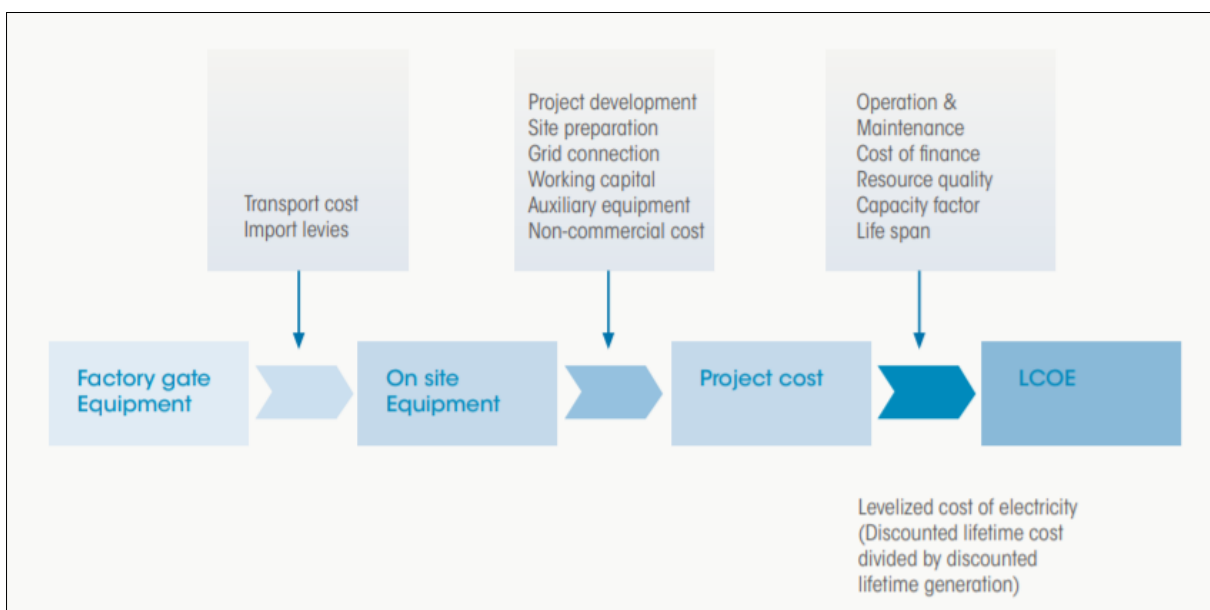 Transport cost
Import levies
Project development
Site preparation
Grid connection
Working capital
Auxiliary equipment
Non-commercial cost
Operation &
Maintenance
Cost of finance
Resource quality
Capacity factor
Life span
Factory gate
Equipment
On site
Equipment
Project cost
LCOE
Levelized cost of electricity
(Discounted lifetime cost
divided by discounted
lifetime generation)